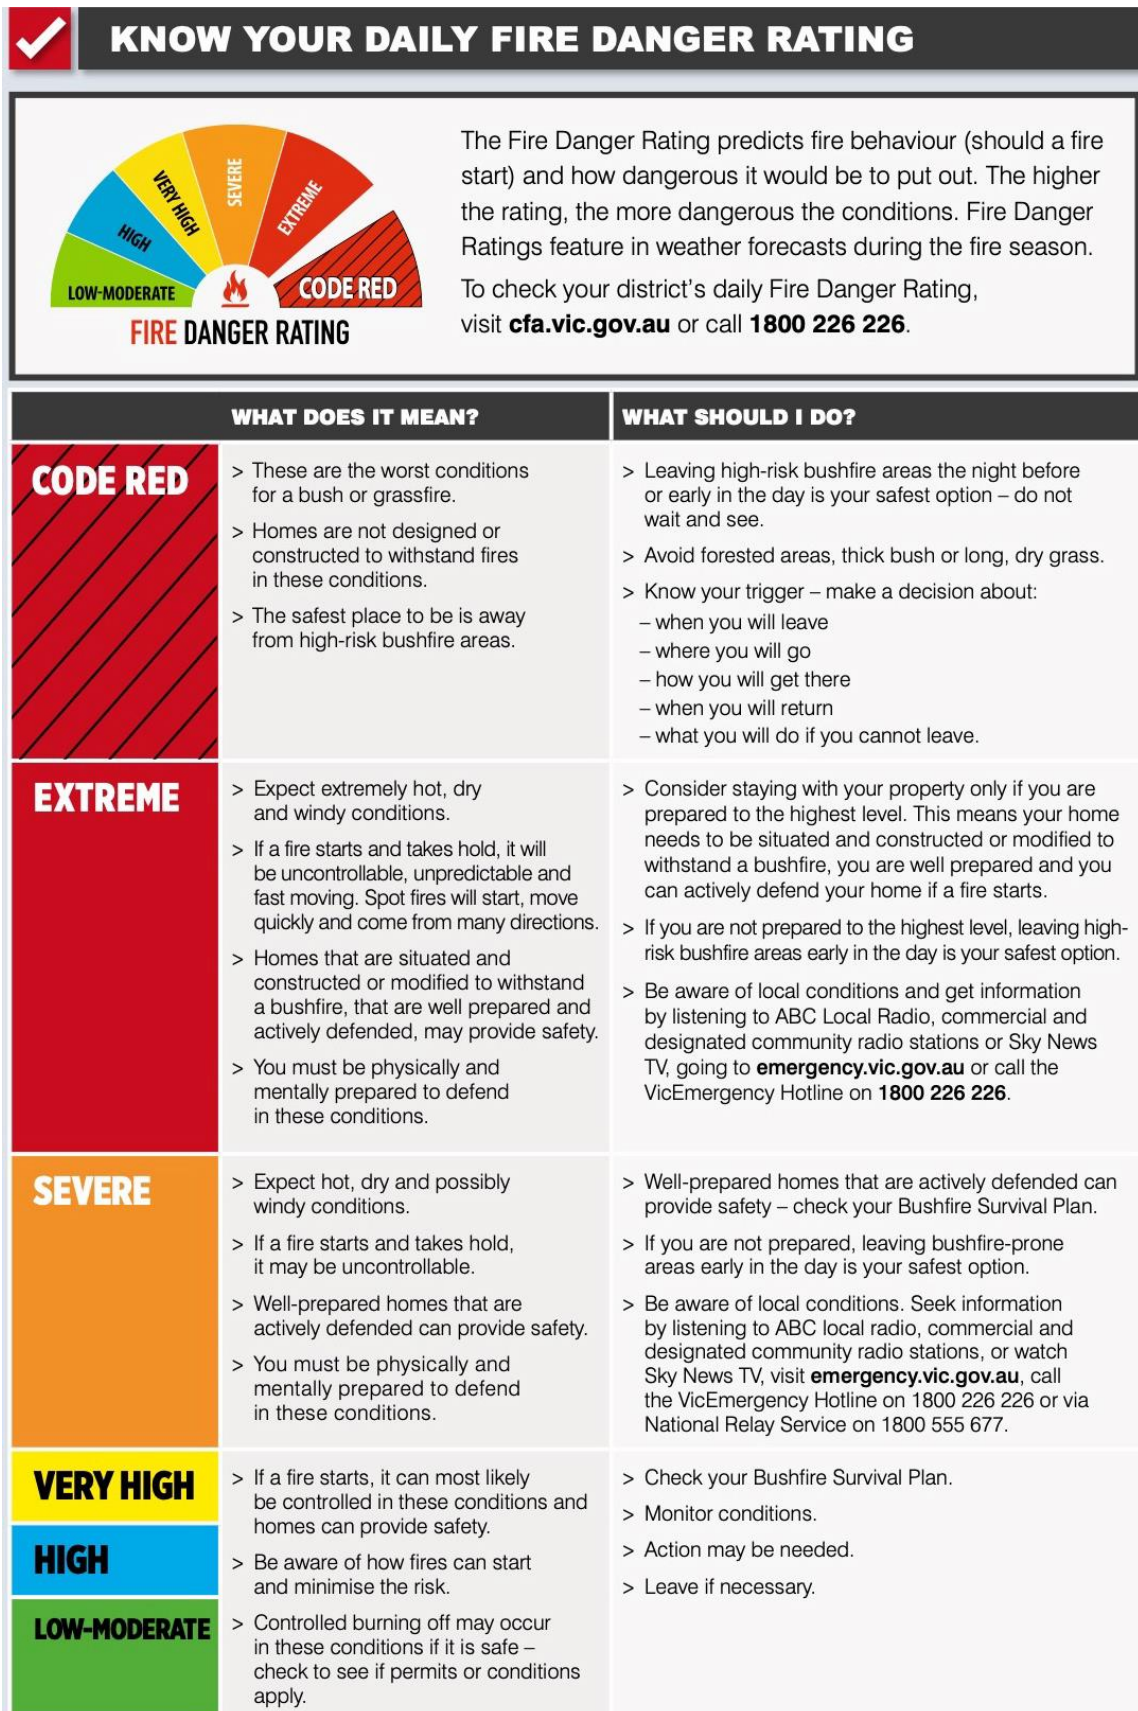 KNOW YOUR DAILY FIRE DANGER RATING
LOW-MODERATE
HIGH
VERY HIGH
SEVERE
EXTREME
CODE RED
FIRE DANGER RATING
The Fire Danger Rating predicts fire behaviour (should a fire
start) and how dangerous it would be to put out. The higher
the rating, the more dangerous the conditions. Fire Danger
Ratings feature in weather forecasts during the fire season.
To check your district's daily Fire Danger Rating,
visit cfa.vic.gov.au or call 1800 226 226.
WHAT DOES IT MEAN?
WHAT SHOULD I DO?
CODE RED
> These are the worst conditions
for a bush or grassfire.
> Homes are not designed or
constructed to withstand fires
in these conditions.
> The safest place to be is away
from high-risk bushfire areas.
> Leaving high-risk bushfire areas the night before
or early in the day is your safest option – do not
wait and see.
> Avoid forested areas, thick bush or long, dry grass.
> Know your trigger – make a decision about:
– when you will leave
– where you will go
– how you will get there
– when you will return
– what you will do if you cannot leave.
EXTREME
> Expect extremely hot, dry
and windy conditions.
> If a fire starts and takes hold, it will
be uncontrollable, unpredictable and
fast moving. Spot fires will start, move
quickly and come from many directions.
> Homes that are situated and
constructed or modified to withstand
a bushfire, that are well prepared and
actively defended, may provide safety.
> You must be physically and
mentally prepared to defend
in these conditions.
> Consider staying with your property only if you are
prepared to the highest level. This means your home
needs to be situated and constructed or modified to
withstand a bushfire, you are well prepared and you
can actively defend your home if a fire starts.
> If you are not prepared to the highest level, leaving high-
risk bushfire areas early in the day is your safest option.
> Be aware of local conditions and get information
by listening to ABC Local Radio, commercial and
designated community radio stations or Sky News
TV, going to emergency.vic.gov.au or call the
VicEmergency Hotline on 1800 226 226.
SEVERE
> Expect hot, dry and possibly
windy conditions.
> If a fire starts and takes hold,
it may be uncontrollable.
> Well-prepared homes that are
actively defended can provide safety.
> You must be physically and
mentally prepared to defend
in these conditions.
> Well-prepared homes that are actively defended can
provide safety – check your Bushfire Survival Plan.
> If you are not prepared, leaving bushfire-prone
areas early in the day is your safest option.
> Be aware of local conditions. Seek information
by listening to ABC local radio, commercial and
designated community radio stations, or watch
Sky News TV, visit emergency.vic.gov.au, call
the VicEmergency Hotline on 1800 226 226 or via
National Relay Service on 1800 555 677.
VERY HIGH
HIGH
LOW-MODERATE
> If a fire starts, it can most likely
be controlled in these conditions and
homes can provide safety.
> Be aware of how fires can start
and minimise the risk.
> Controlled burning off may occur
in these conditions if it is safe –
check to see if permits or conditions
apply.
> Check your Bushfire Survival Plan.
> Monitor conditions.
> Action may be needed.
> Leave if necessary.